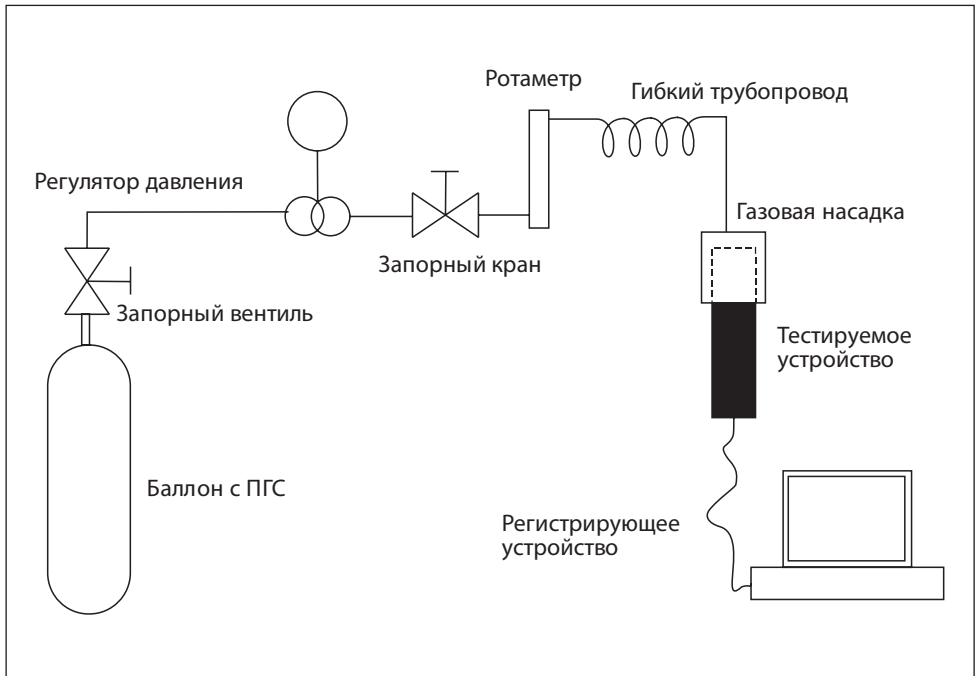 Ротаметр
Гибкий трубопровод
Регулятор давления
Газовая насадка
Запорный кран
Запорный вентиль
Тестируемое
устройство
Баллон с ПГС
Регистрирующее
устройство